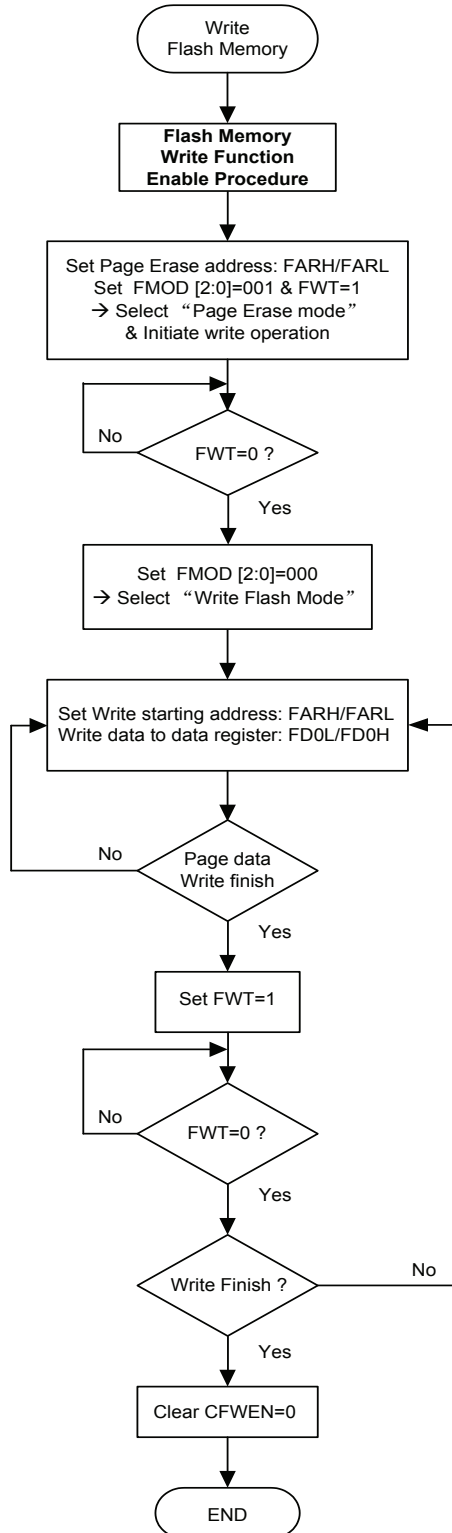 Write
Flash Memory
Flash Memory
Write Function
Enable Procedure
Set Page Erase address: FARH/FARL
Set FMOD [2:0]=001 & FWT=1
→ Select “Page Erase mode”
& Initiate write operation
No
FWT=0 ?
Yes
Set FMOD [2:0]=000
→ Select “Write Flash Mode”
Set Write starting address: FARH/FARL
Write data to data register: FD0L/FD0H
No
Page data
Write finish
Yes
Set FWT=1
No
FWT=0 ?
Yes
Write Finish ?
No
Yes
Clear CFWEN=0
END